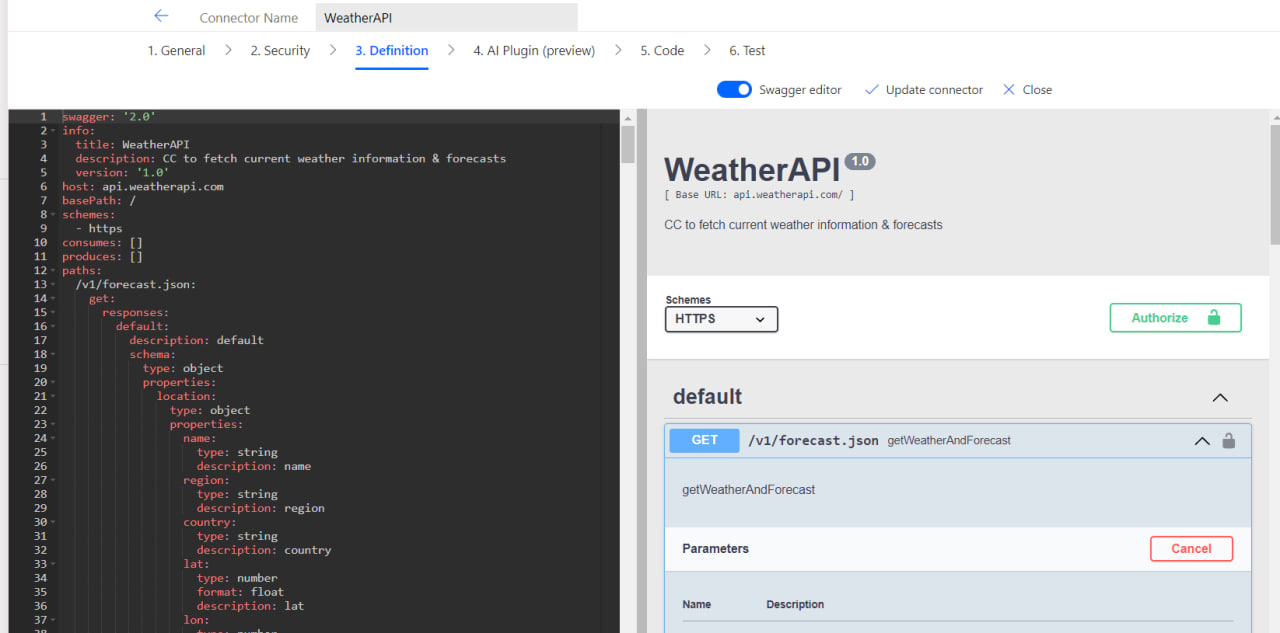 Connector Name WeatherAPI
1. General 2. Security 3. Definition 4. AI Plugin (preview) 5. Code 6. Test
Swagger editor Update connector Close
1 swagger: '2.0'
2 info:
3 title: WeatherAPI
4 description: CC to fetch current weather information & forecasts
5 version: '1.0'
6 host: api.weatherapi.com
7 basePath: /
8 schemes:
9 - https
10 consumes: []
11 produces: []
12 paths:
13 /v1/forecast.json:
14 get:
15 responses:
16 default:
17 description: default
18 schema:
19 type: object
20 properties:
21 location:
22 type: object
23 properties:
24 name:
25 type: string
26 description: name
27 region:
28 type: string
29 description: region
30 country:
31 type: string
32 description: country
33 lat:
34 type: number
35 format: float
36 description: lat
37 lon:
38 type: number
WeatherAPI 1.0
[ Base URL: api.weatherapi.com/ ]
CC to fetch current weather information & forecasts
Schemes
HTTPS
Authorize
default
GET /v1/forecast.json getWeatherAndForecast
getWeatherAndForecast
Parameters Cancel
Name Description